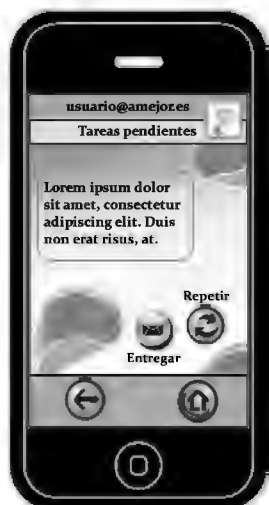 usuario@amejor.es
Tareas pendientes
Lorem ipsum dolor
sit amet, consectetur
adipiscing elit. Duis
non erat risus, at.
Repetir
Entregar